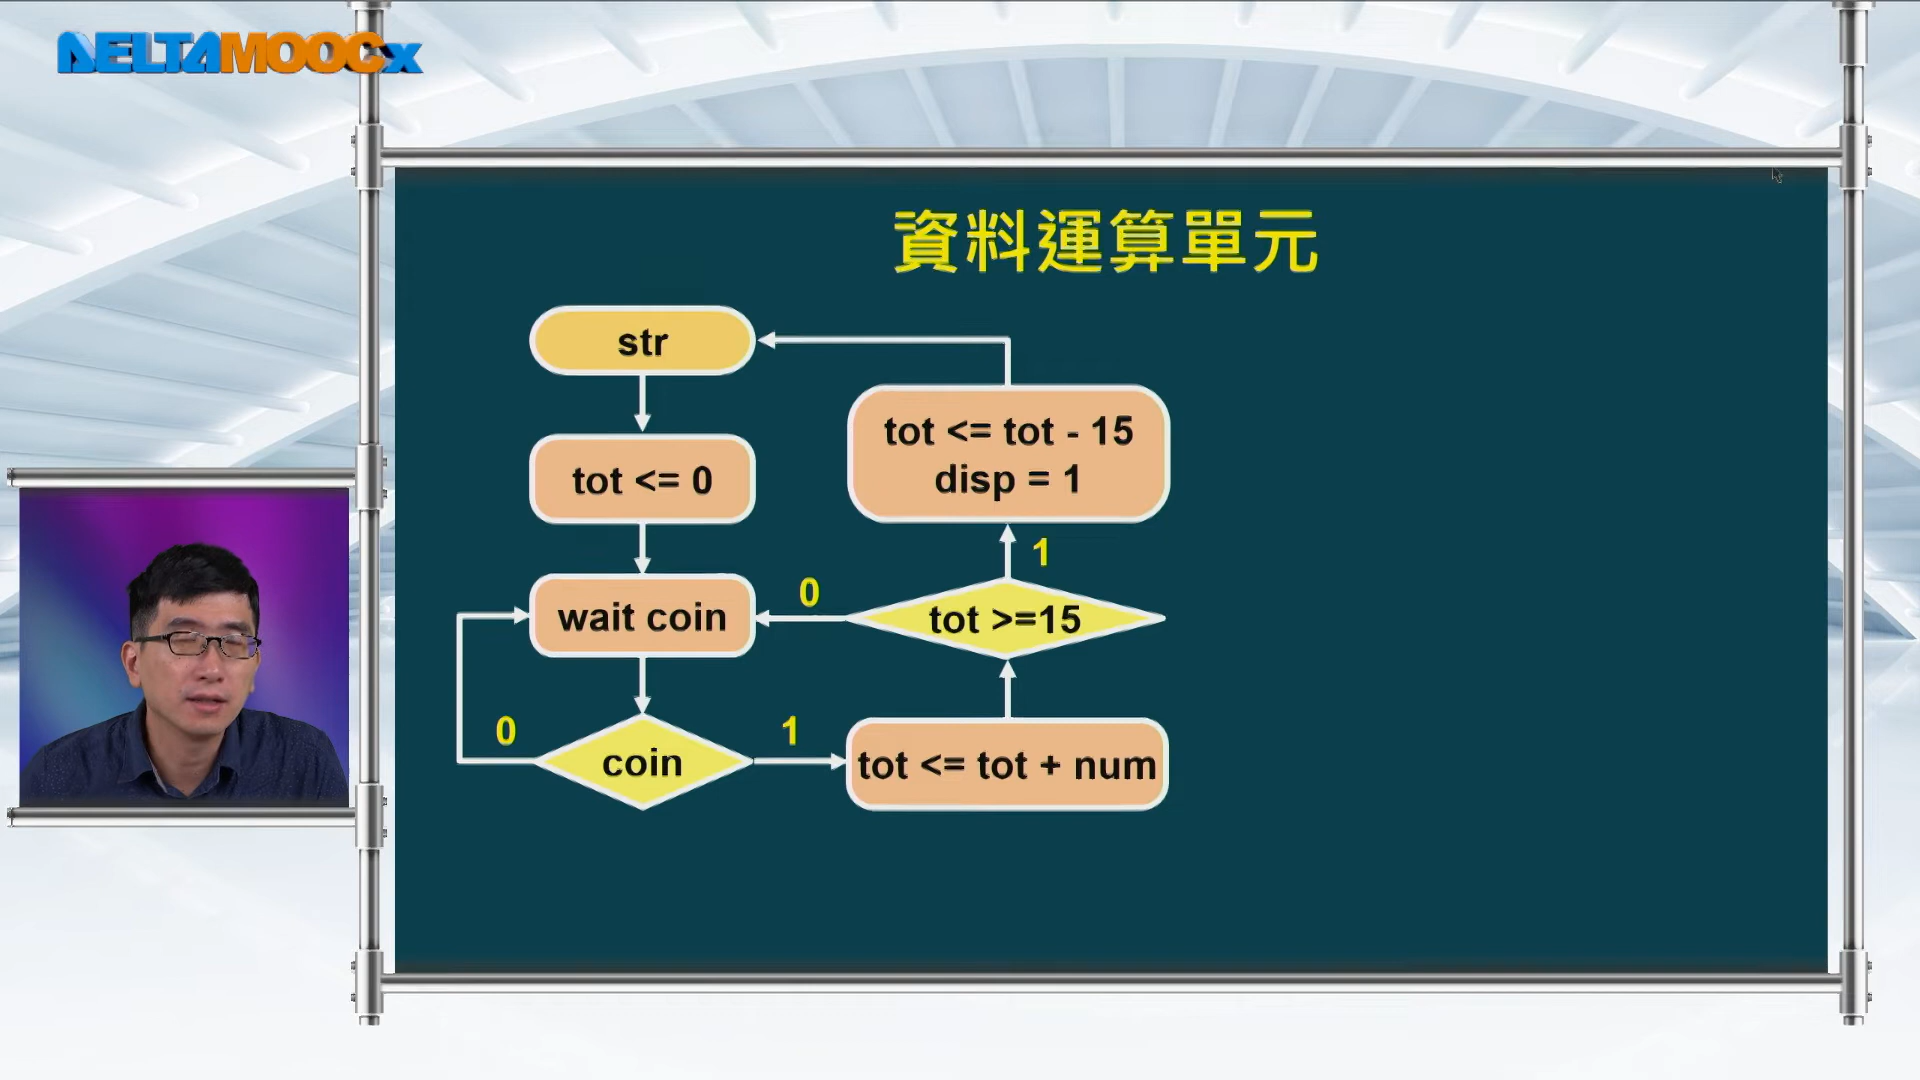 DELTAMOOCx
資料運算單元
str
tot <= 0
wait coin
coin
0
1
tot <= tot + num
tot >=15
0
1
tot <= tot - 15
disp = 1